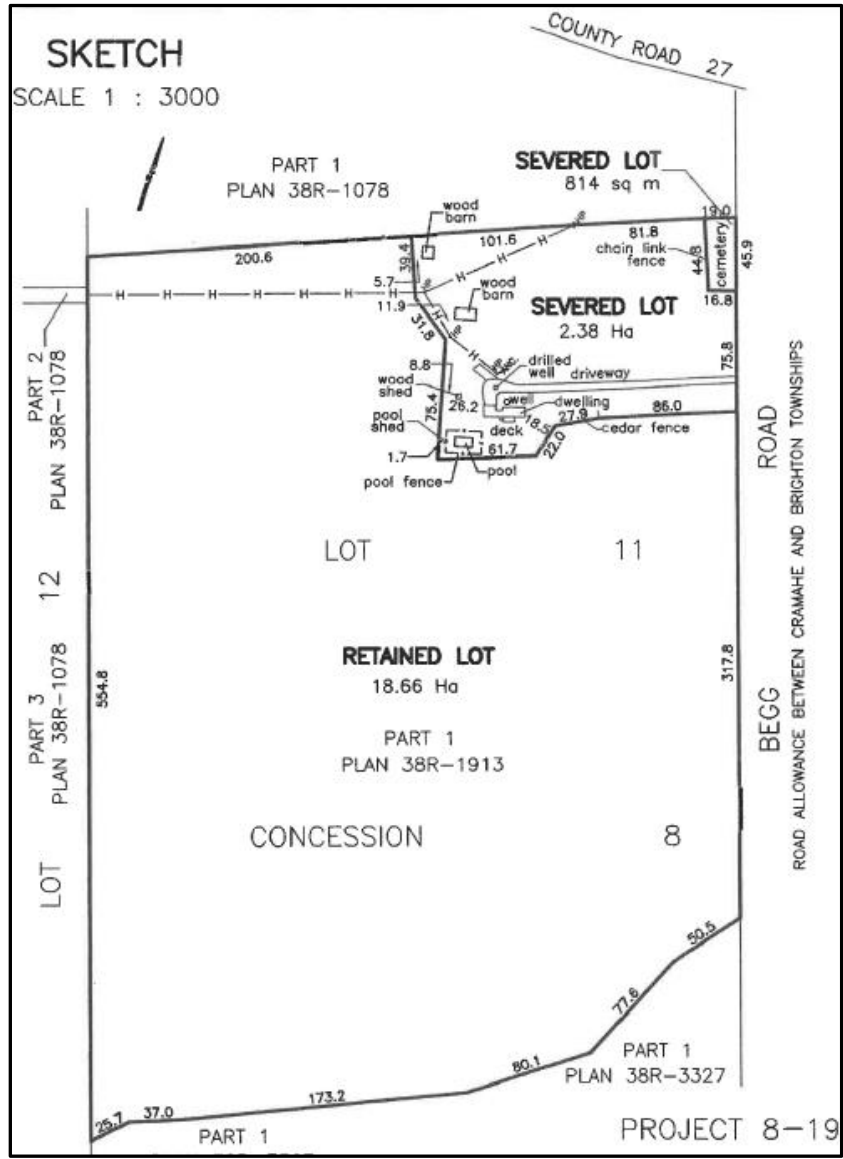 COUNTY ROAD 27
SKETCH
SCALE 1 : 3000
PART 1
PLAN 38R-1078
SEVERED LOT
814 sq m
wood
barn
19.0
200.6
101.6
81.8
39.4
chain link
fence
44.8
cemetery
45.9
5.7
H H H H H H H
H H H
HP
HP
wood
barn
16.8
11.9
H
31.8
HP
SEVERED LOT
2.38 Ha
H
HP
ANC.
drilled
well
driveway
75.8
PART 2
PLAN 38R-1078
8.8
wood
shed
26.2
well
dwelling
75.4
pool
shed
deck
18.5
27.9
86.0
cedar fence
22.0
1.7
61.7
pool fence
pool
ROAD
BEGG
ROAD ALLOWANCE BETWEEN CRAMAHE AND BRIGHTON TOWNSHIPS
LOT 11
12
LOT
RETAINED LOT
18.66 Ha
PART 3
PLAN 38R-1078
554.8
317.8
PART 1
PLAN 38R-1913
CONCESSION 8
50.5
77.6
80.1
PART 1
PLAN 38R-3327
173.2
37.0
25.7
PART 1
PROJECT 8-19